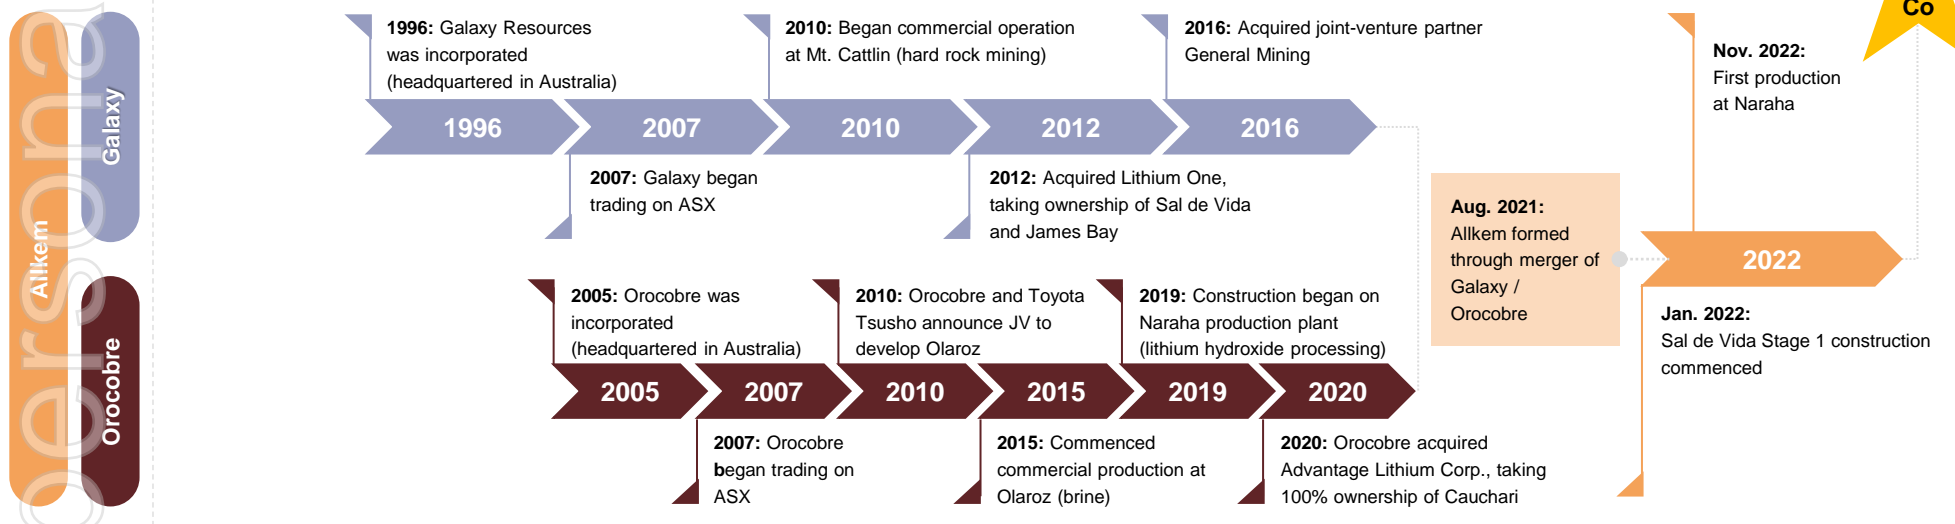 Co
1996: Galaxy Resources
was incorporated
(headquartered in Australia)
2010: Began commercial operation
at Mt. Cattlin (hard rock mining)
2016: Acquired joint-venture partner
General Mining
Nov. 2022:
First production
at Naraha
Galaxy
1996
2007
2010
2012
2016
2007: Galaxy began
trading on ASX
2012: Acquired Lithium One,
taking ownership of Sal de Vida
and James Bay
Aug. 2021:
Allkem formed
through merger of
Galaxy /
Orocobre
2022
Allkem
Jan. 2022:
Sal de Vida Stage 1 construction
commenced
2005: Orocobre was
incorporated
(headquartered in Australia)
2010: Orocobre and Toyota
Tsusho announce JV to
develop Olaroz
2019: Construction began on
Naraha production plant
(lithium hydroxide processing)
Orocobre
2005
2007
2010
2015
2019
2020
2007: Orocobre
began trading on
ASX
2015: Commenced
commercial production at
Olaroz (brine)
2020: Orocobre acquired
Advantage Lithium Corp., taking
100% ownership of Cauchari
persona